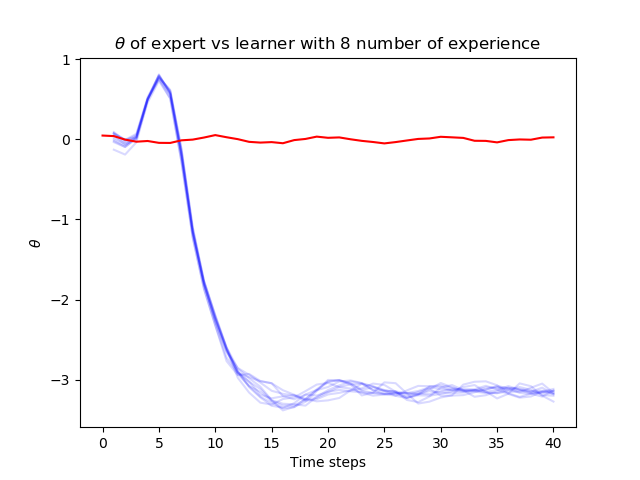 θ of expert vs learner with 8 number of experience
1
0
−1
−2
−3
θ
0 5 10 15 20 25 30 35 40
Time steps